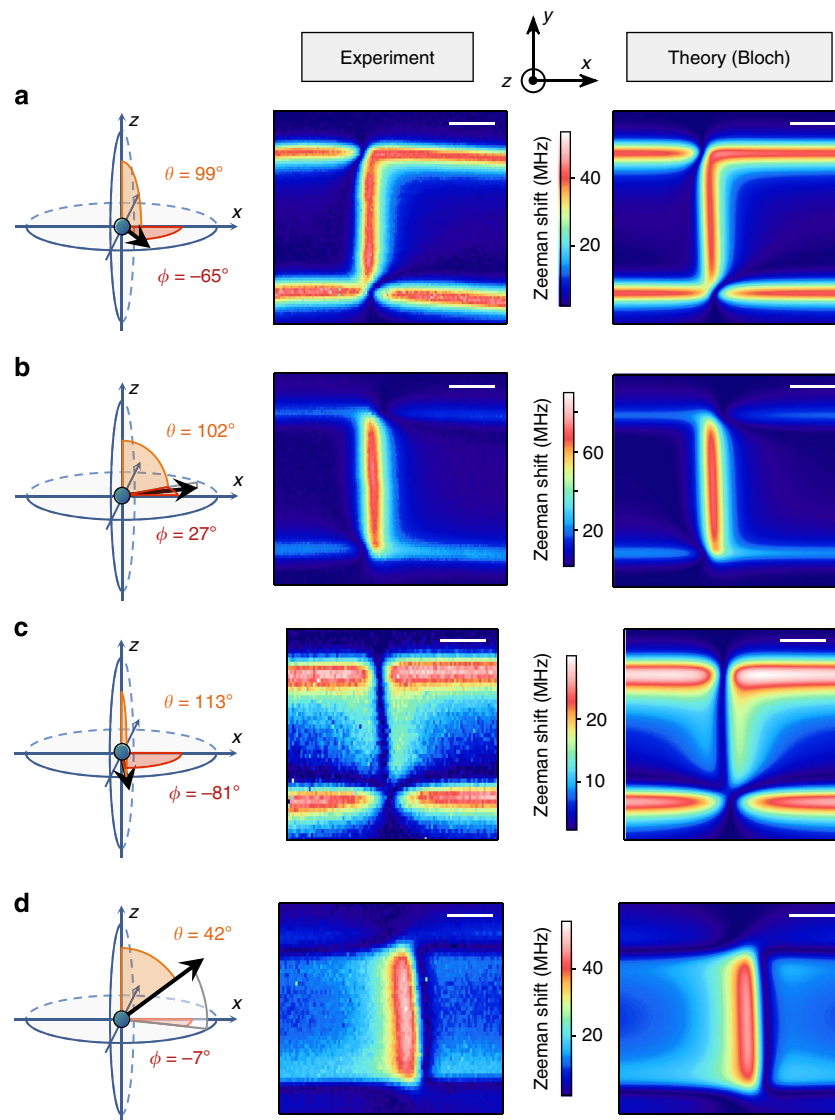 Experiment
y
x
z
Theory (Bloch)
a
z
θ = 99°
x
ϕ = −65°
Zeeman shift (MHz)
40
20
b
z
θ = 102°
x
ϕ = 27°
Zeeman shift (MHz)
60
20
c
z
θ = 113°
x
ϕ = −81°
Zeeman shift (MHz)
20
10
d
z
θ = 42°
x
ϕ = −7°
Zeeman shift (MHz)
40
20